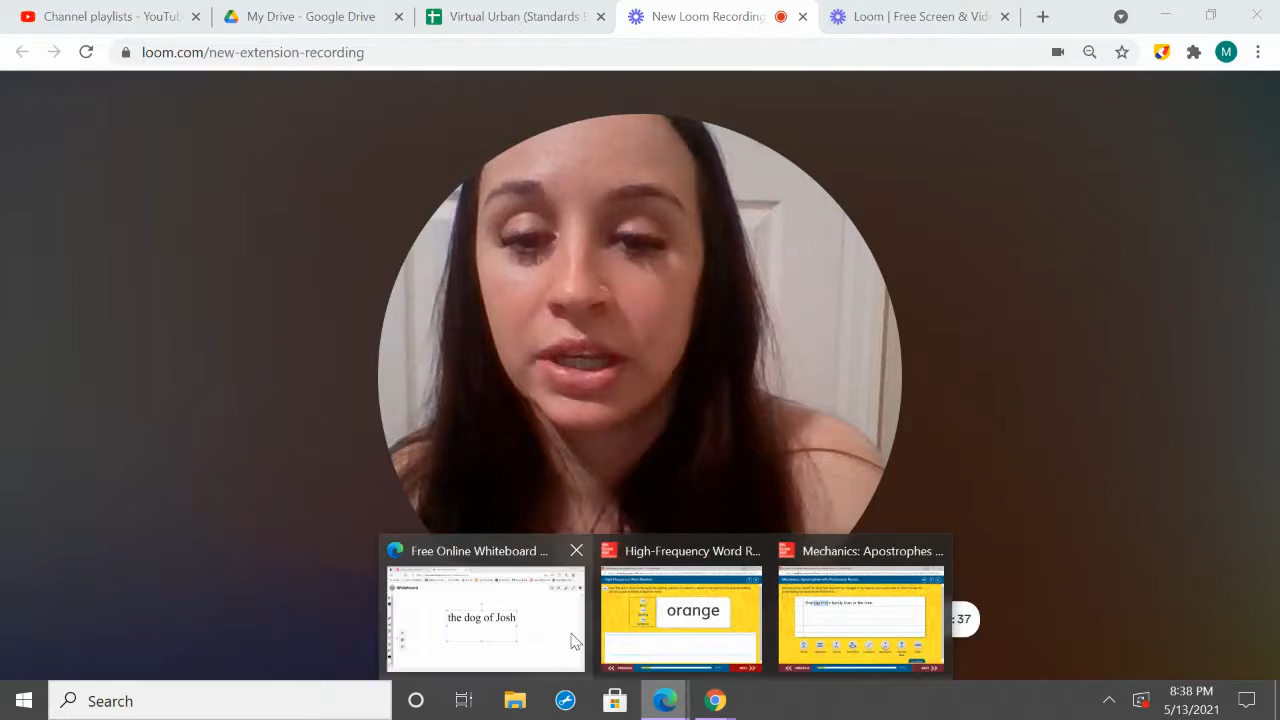 Channel playlists
My Drive - Google Drive
Virtual Urban (Standards
New Loom Recording
Loom | Free Screen & Vid
loom.com/new-extension-recording
M
Free Online Whiteboard ...
High-Frequency Word R...
Mechanics: Apostrophes ...
Whiteboard
the dog of Josh
orange
:37
Search
8:38 PM
5/13/2021